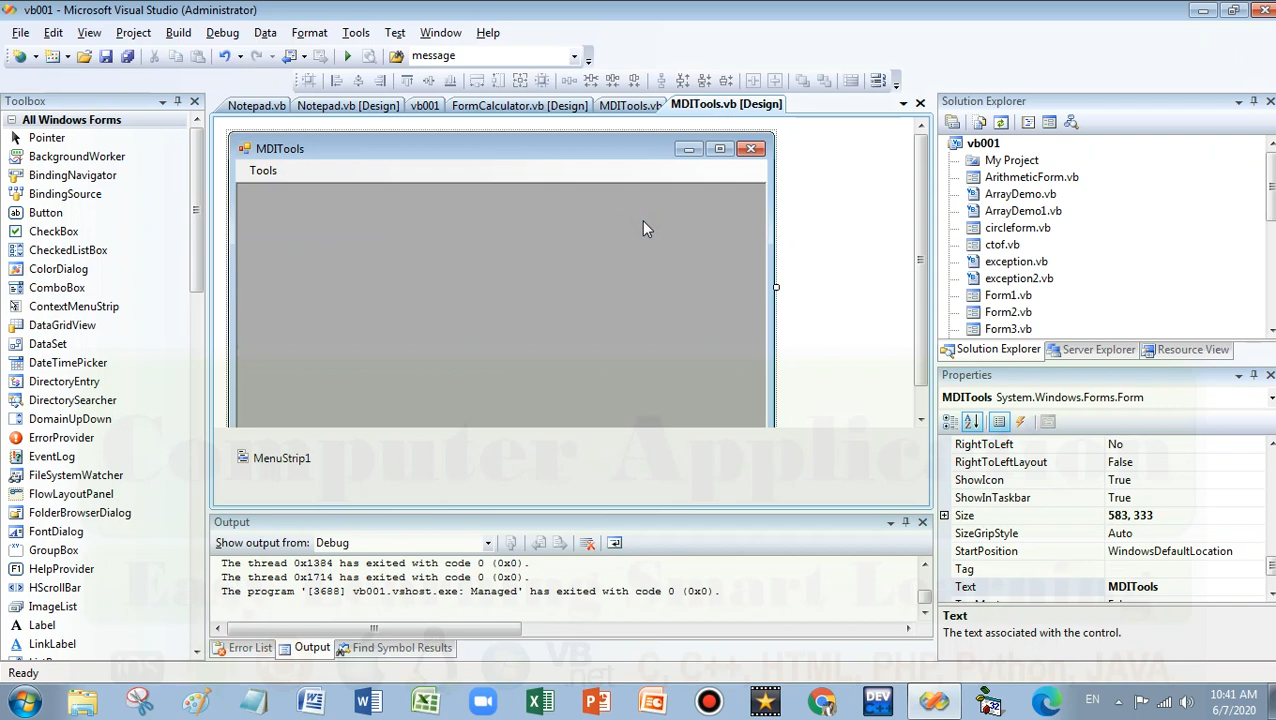 vb001 - Microsoft Visual Studio (Administrator)
File Edit View Project Build Debug Data Format Tools Test Window Help
message
Toolbox
All Windows Forms
Pointer
BackgroundWorker
BindingNavigator
BindingSource
Button
CheckBox
CheckedListBox
ColorDialog
ComboBox
ContextMenuStrip
DataGridView
DataSet
DateTimePicker
DirectoryEntry
DirectorySearcher
DomainUpDown
ErrorProvider
EventLog
FileSystemWatcher
FlowLayoutPanel
FolderBrowserDialog
FontDialog
GroupBox
HelpProvider
HScrollBar
ImageList
Label
LinkLabel
Notepad.vb Notepad.vb [Design] vb001 FormCalculator.vb [Design] MDITools.vb MDITools.vb [Design]
MDITools
Tools
MenuStrip1
Output
Show output from: Debug
The thread 0x1384 has exited with code 0 (0x0).
The thread 0x1714 has exited with code 0 (0x0).
The program '[3688] vb001.vshost.exe: Managed' has exited with code 0 (0x0).
Error List Output Find Symbol Results
Solution Explorer
vb001
My Project
ArithmeticForm.vb
ArrayDemo.vb
ArrayDemo1.vb
circleform.vb
ctof.vb
exception.vb
exception2.vb
Form1.vb
Form2.vb
Form3.vb
Solution Explorer Server Explorer Resource View
Properties
MDITools System.Windows.Forms.Form
RightToLeft No
RightToLeftLayout False
ShowIcon True
ShowInTaskbar True
Size 583, 333
SizeGripStyle Auto
StartPosition WindowsDefaultLocation
Tag
Text MDITools
Text
The text associated with the control.
Computer Application
C, C++, HTML, PHP, Python, JAVA
Ready
EN
10:41 AM
6/7/2020